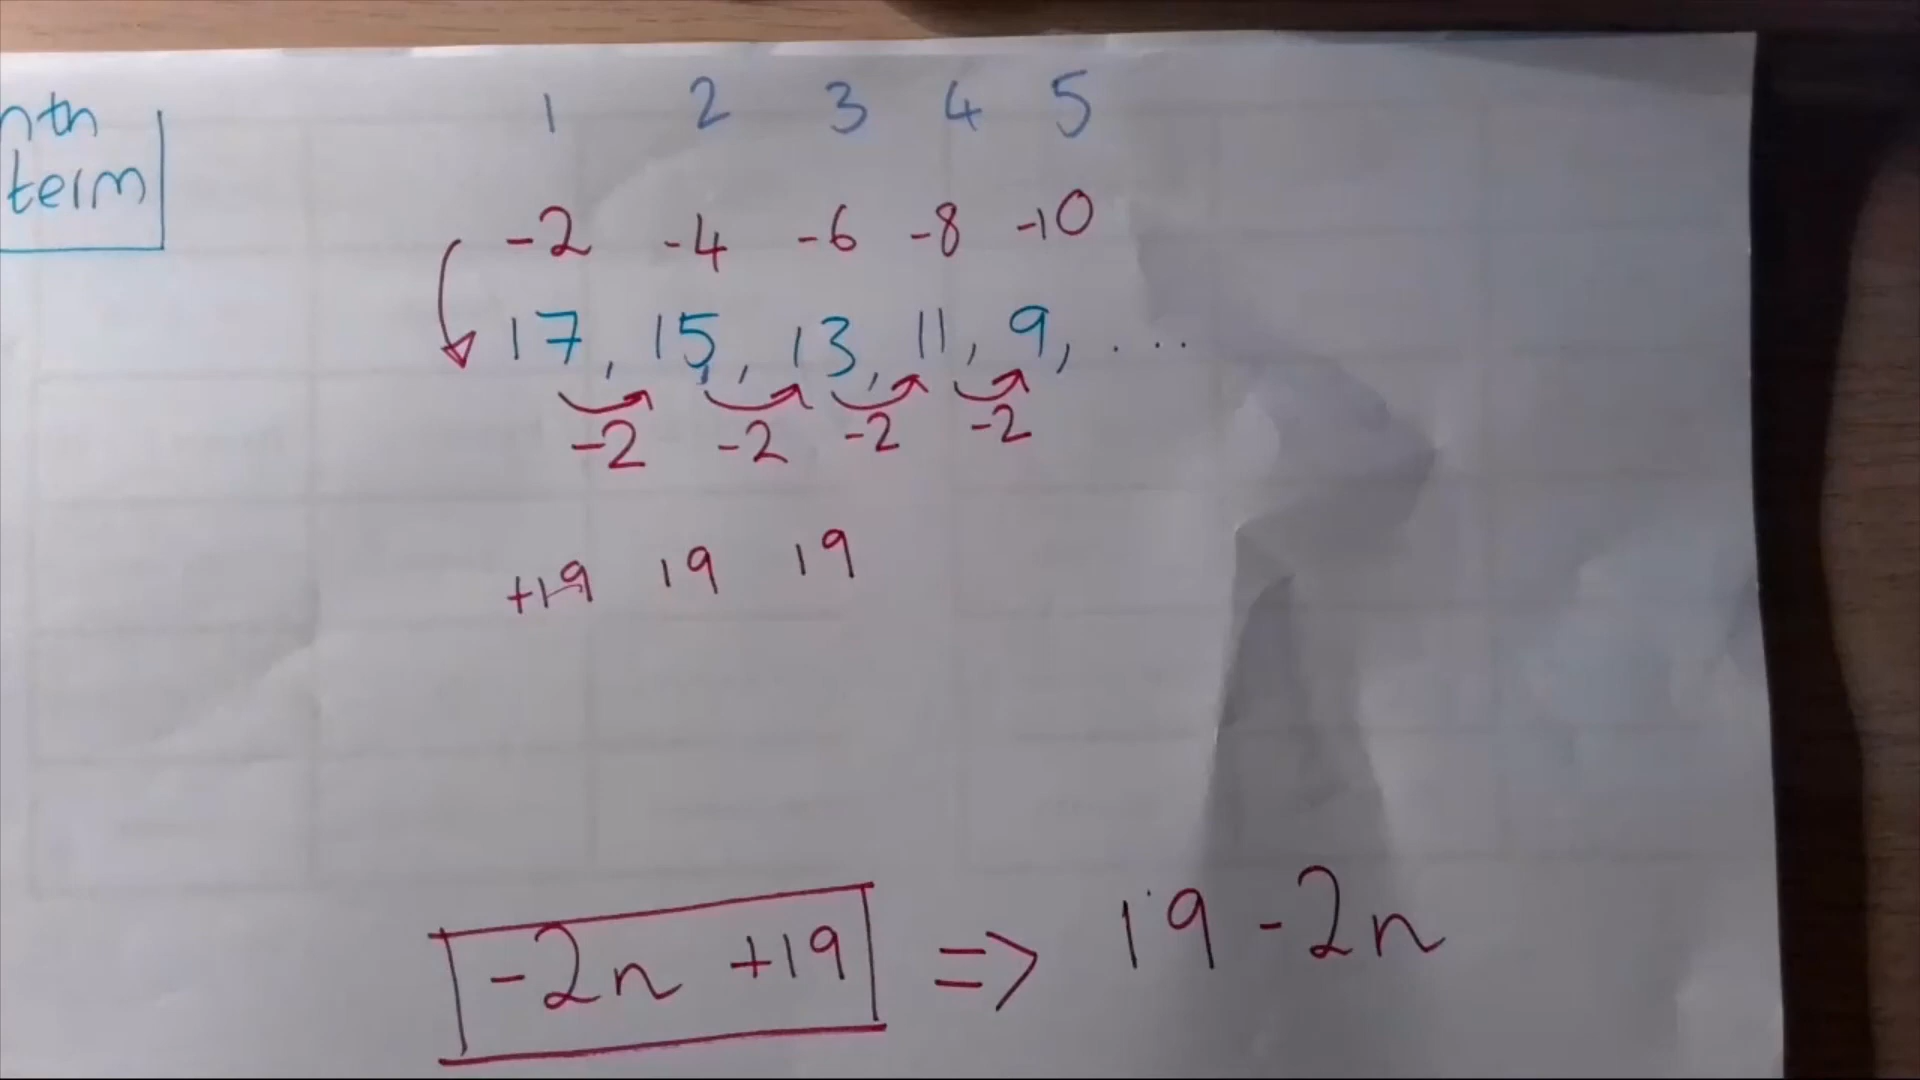 nth
term
1 2 3 4 5
-2 -4 -6 -8 -10
17, 15, , 13, 11, 9, ...
-2 -2 -2 -2
+19 19 19
-2n +19 => 19 - 2n